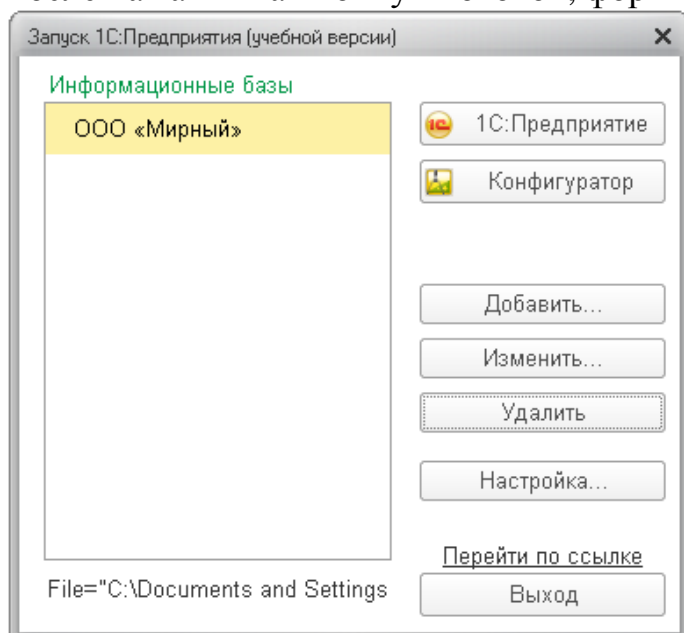 Запуск 1С:Предприятия (учебной версии)
Информационные базы
ООО «Мирный»
1С:Предприятие
Конфигуратор
Добавить...
Изменить...
Удалить
Настройка...
Перейти по ссылке
File="C:\Documents and Settings
Выход